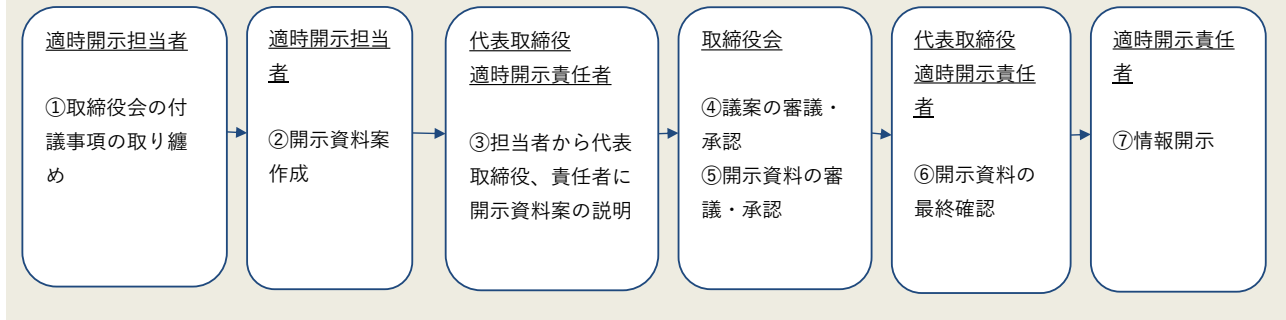 適時開示担当者
①取締役会の付
議事項の取り纏
め
適時開示担当
者
②開示資料案
作成
代表取締役
適時開示責任者
③担当者から代表
取締役、責任者に
開示資料案の説明
取締役会
④議案の審議・
承認
⑤開示資料の審
議・承認
代表取締役
適時開示責任
者
⑥開示資料の
最終確認
適時開示責任
者
⑦情報開示